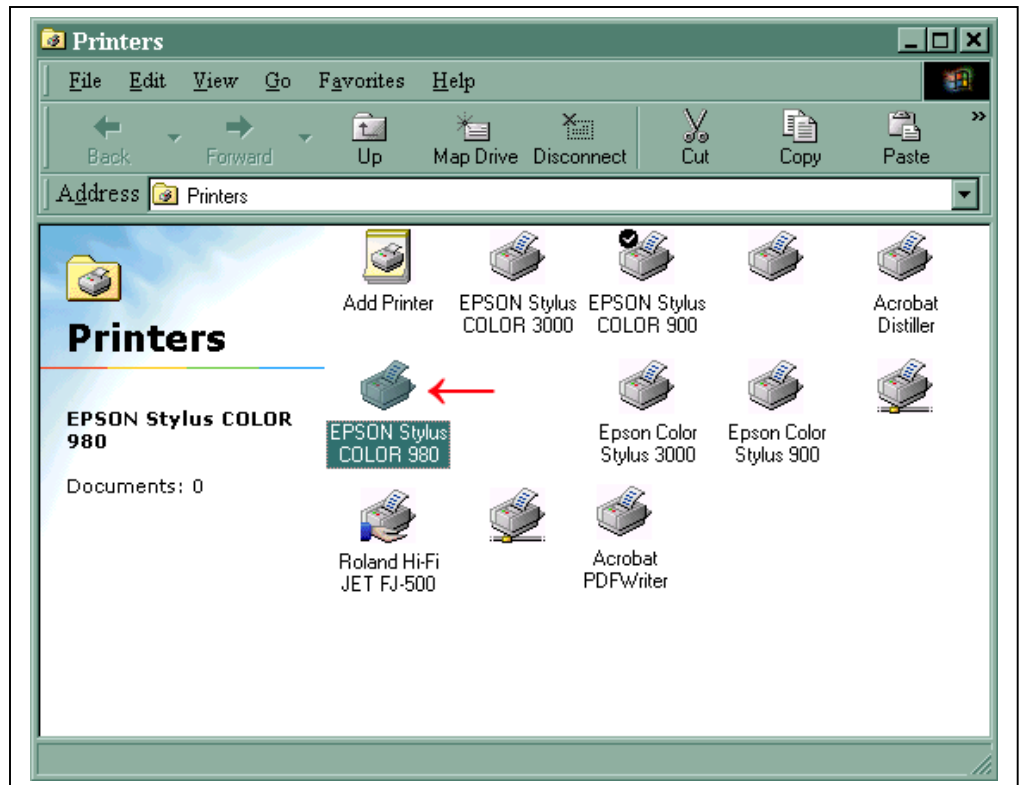 Printers
File Edit View Go Favorites Help
Back Forward Up Map Drive Disconnect Cut Copy Paste »
Address Printers
Printers
EPSON Stylus COLOR
980
Documents: 0
Add Printer
EPSON Stylus
COLOR 3000
EPSON Stylus
COLOR 900
Acrobat
Distiller
EPSON Stylus
COLOR 980
Epson Color
Stylus 3000
Epson Color
Stylus 900
Roland Hi-Fi
JET FJ-500
Acrobat
PDFWriter